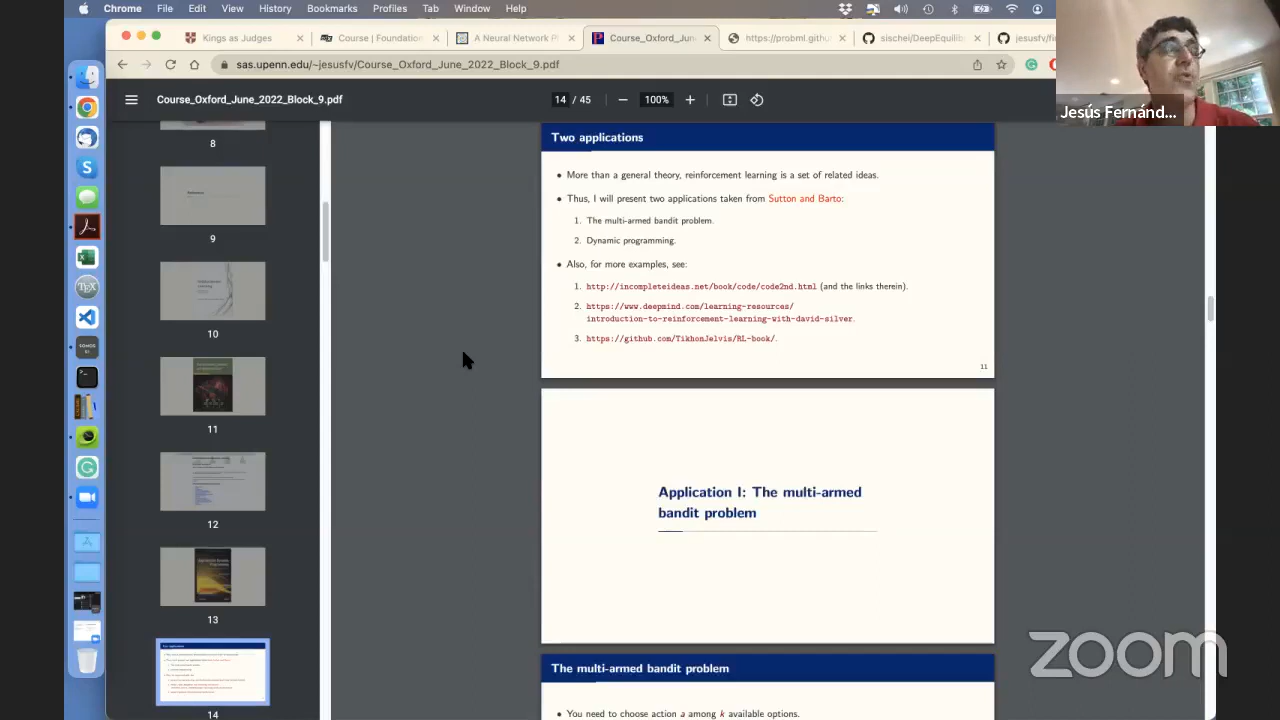 Chrome File Edit View History Bookmarks Profiles Tab Window Help
Kings as Judges
Course | Foundation
A Neural Network P
Course_Oxford_Jun
https://probml.githu
sischei/DeepEquilib
jesusfv/fi
sas.upenn.edu/~jesusfv/Course_Oxford_June_2022_Block_9.pdf
Course_Oxford_June_2022_Block_9.pdf
14 / 45
100%
Jesús Fernánd...
8
9
10
11
12
13
14
Two applications
• More than a general theory, reinforcement learning is a set of related ideas.
• Thus, I will present two applications taken from Sutton and Barto:
1. The multi-armed bandit problem.
2. Dynamic programming.
• Also, for more examples, see:
1. http://incompleteideas.net/book/code/code2nd.html (and the links therein).
2. https://www.deepmind.com/learning-resources/
introduction-to-reinforcement-learning-with-david-silver.
3. https://github.com/TikhonJelvis/RL-book/.
11
Application I: The multi-armed
bandit problem
The multi-armed bandit problem
• You need to choose action a among k available options.
zoom